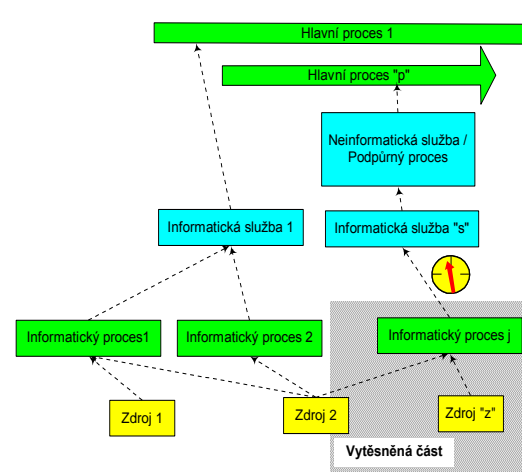 Hlavní proces 1
Hlavní proces "p"
Neinformatická služba /
Podpůrný proces
Informatická služba 1
Informatická služba "s"
Informatický proces1
Informatický proces 2
Informatický proces j
Zdroj 1
Zdroj 2
Zdroj "z"
Vytěsněná část